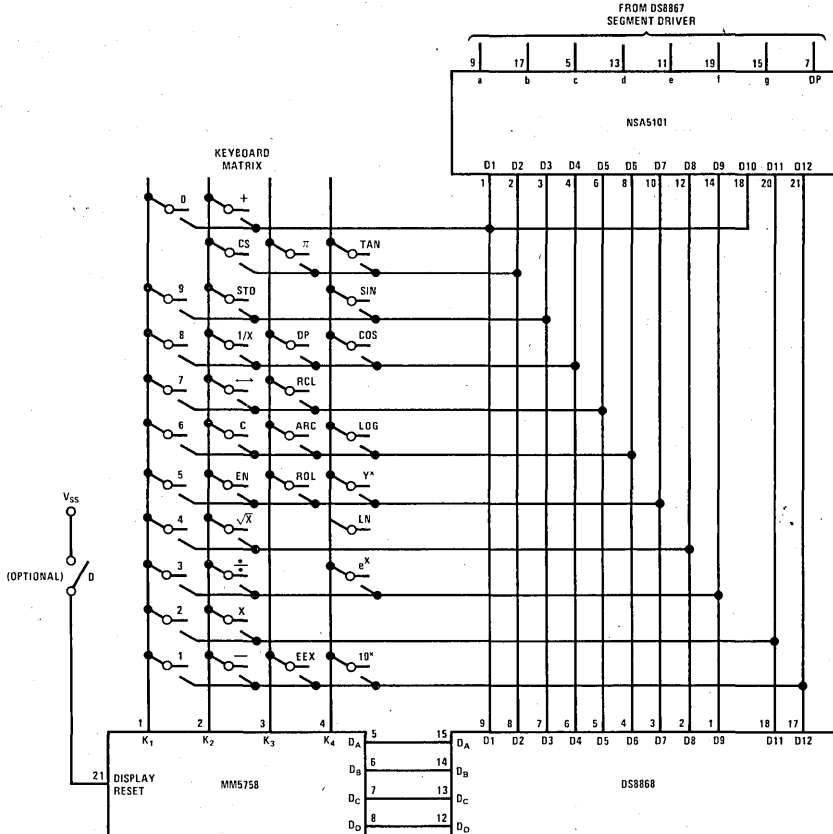 FROM DS8867
SEGMENT DRIVER
9 17 5 13 11 19 15 7
a b c d e f g DP
NSA5101
D1 D2 D3 D4 D5 D6 D7 D8 D9 D10 D11 D12
1 2 3 4 6 8 10 12 14 18 20 21
KEYBOARD
MATRIX
0 +
CS π TAN
9 STO SIN
8 1/X DP COS
7 ↔ RCL
6 C ARC LOG
5 EN ROL Yˣ
4 √X LN
3 ÷ eˣ
2 X
1 — EEX 10ˣ
VSS
(OPTIONAL) D
1 2 3 4
K1 K2 K3 K4
21 DISPLAY
RESET
MM5758
DA 5 15 DA
DB 6 14 DB
DC 7 13 DC
DD 8 12 DD
9 8 7 6 5 4 3 2 1 18 17
D1 D2 D3 D4 D5 D6 D7 D8 D9 D11 D12
DS8868